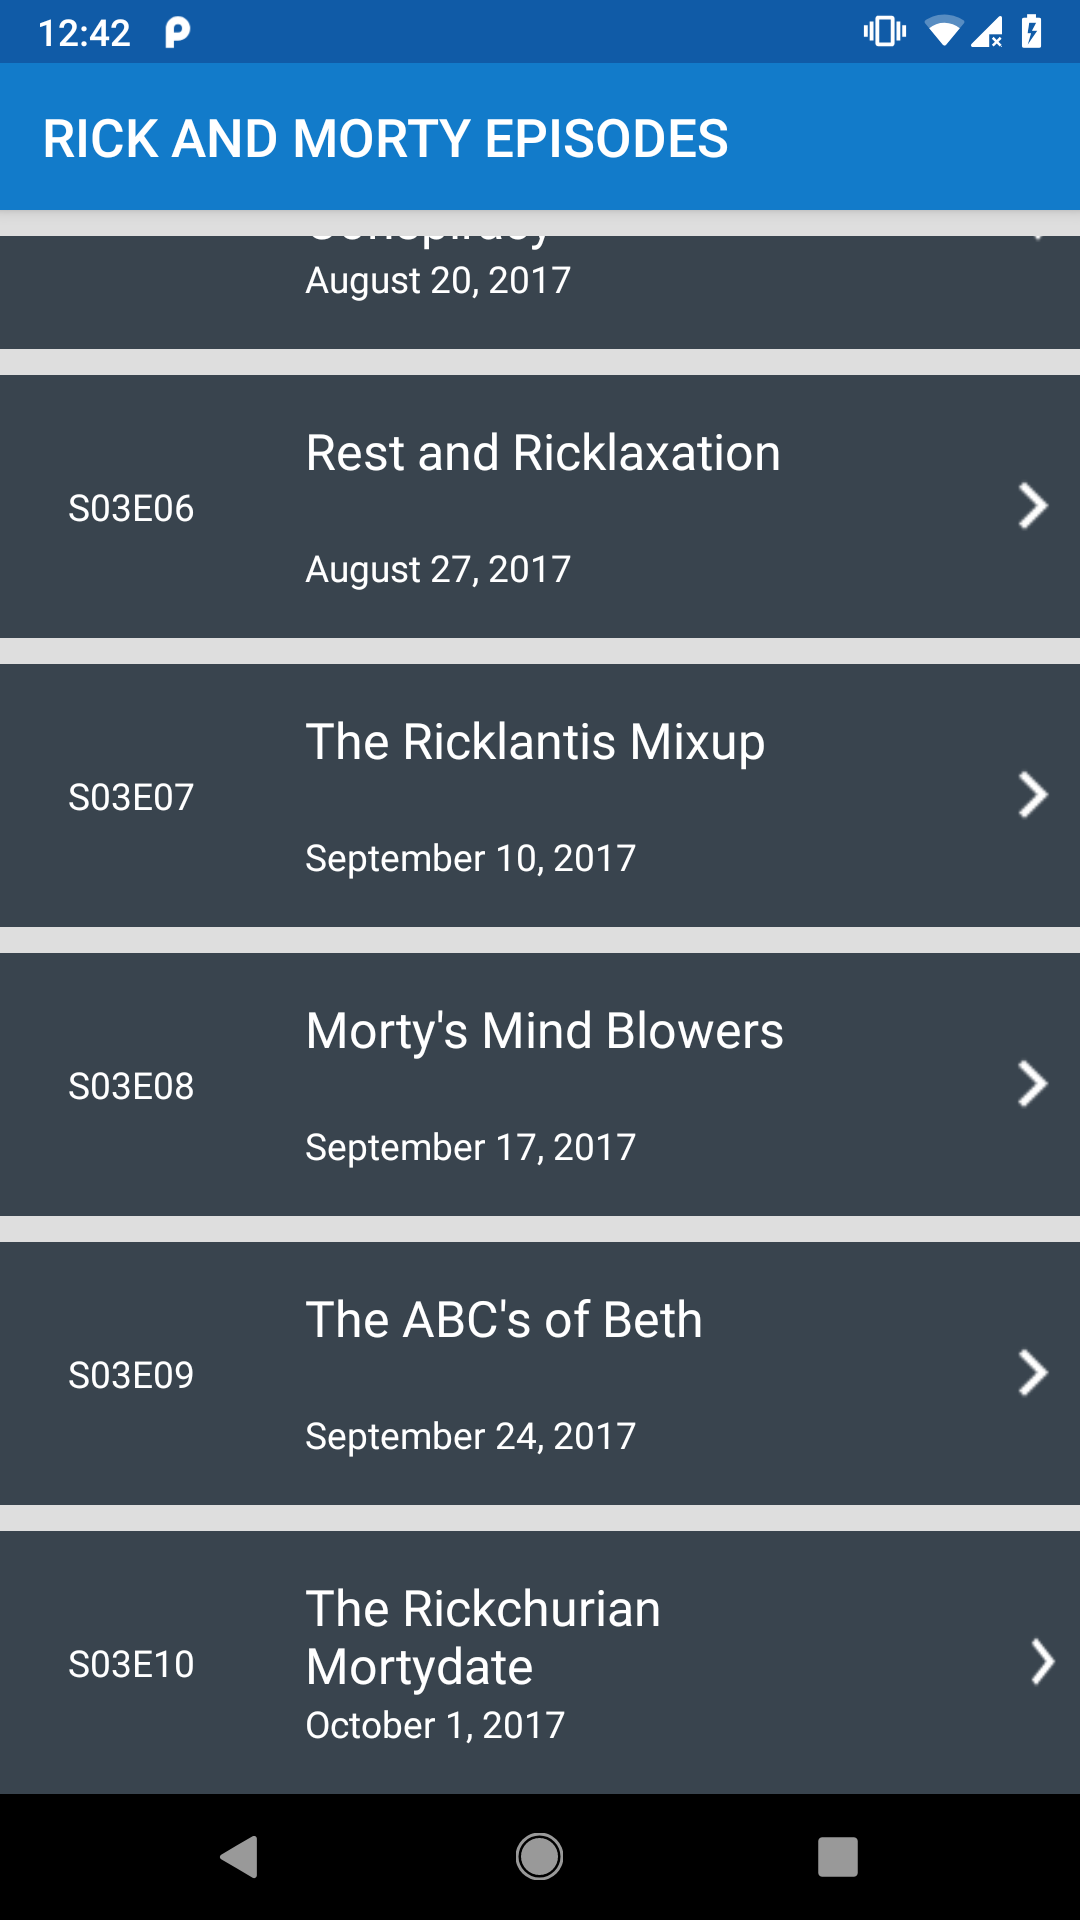 12:42
RICK AND MORTY EPISODES
Conspiracy
August 20, 2017
Rest and Ricklaxation
S03E06
August 27, 2017
The Ricklantis Mixup
S03E07
September 10, 2017
Morty's Mind Blowers
S03E08
September 17, 2017
The ABC's of Beth
S03E09
September 24, 2017
The Rickchurian
Mortydate
S03E10
October 1, 2017